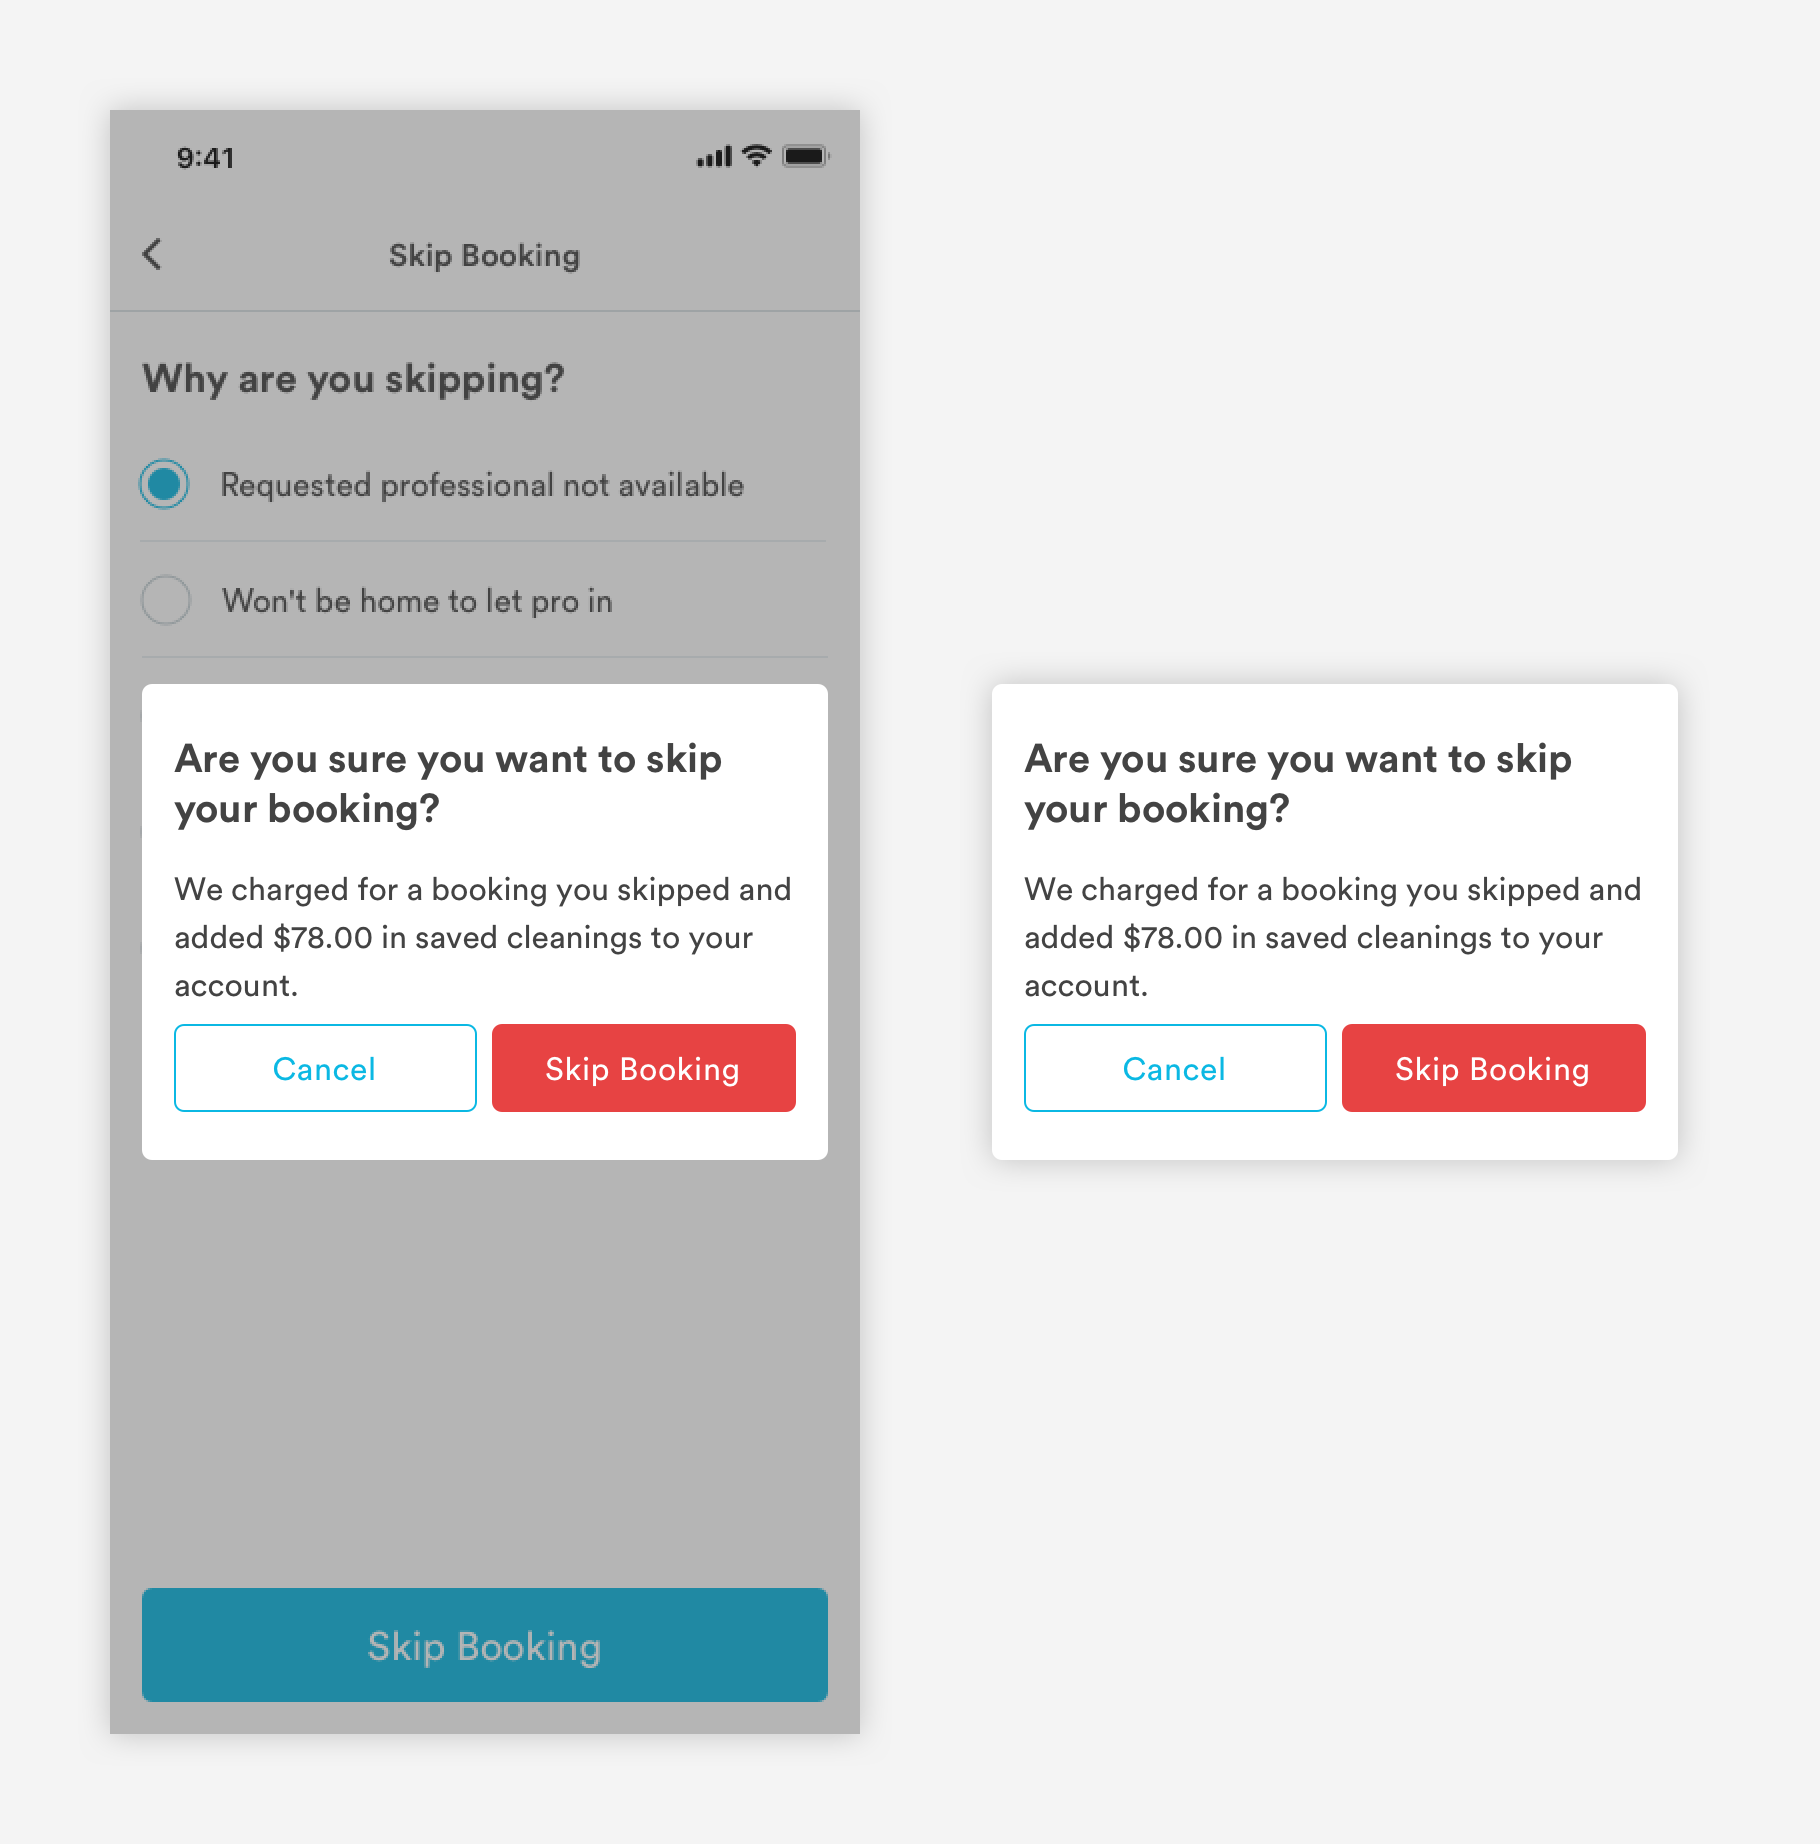 9:41
Skip Booking
Why are you skipping?
Requested professional not available
Won't be home to let pro in
Are you sure you want to skip
your booking?
We charged for a booking you skipped and
added $78.00 in saved cleanings to your
account.
Cancel
Skip Booking
Skip Booking
Are you sure you want to skip
your booking?
We charged for a booking you skipped and
added $78.00 in saved cleanings to your
account.
Cancel
Skip Booking